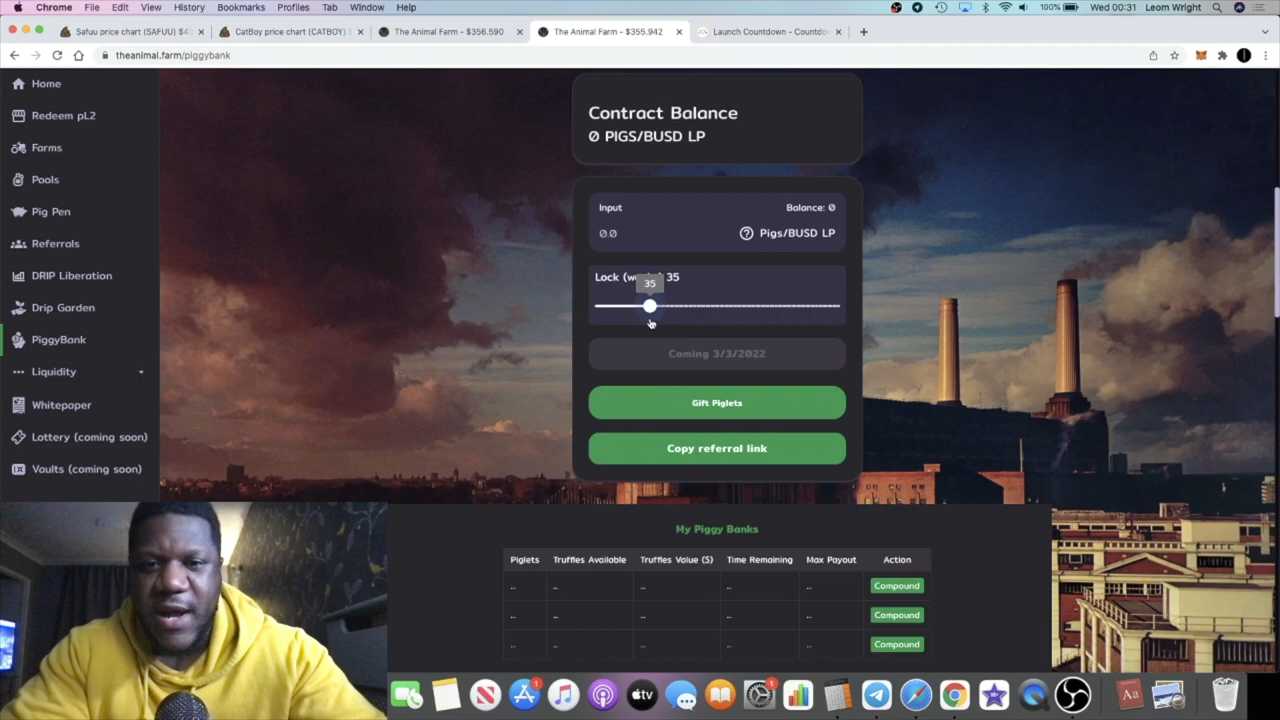 Chrome File Edit View History Bookmarks Profiles Tab Window Help 100% Wed 00:31 Leom Wright
Safuu price chart (SAFUU) $4
CatBoy price chart (CATBOY) $
The Animal Farm - $356.590
The Animal Farm - $355.942
Launch Countdown - Countdo
theanimal.farm/piggybank
Home
Redeem pL2
Farms
Pools
Pig Pen
Referrals
DRIP Liberation
Drip Garden
PiggyBank
Liquidity
Whitepaper
Lottery (coming soon)
Vaults (coming soon)
Contract Balance
0 PIGS/BUSD LP
Input Balance: 0
0.0 Pigs/BUSD LP
Lock 35
35
Coming 3/3/2022
Gift Piglets
Copy referral link
My Piggy Banks
Piglets Truffles Available Truffles Value ($) Time Remaining Max Payout Action
.. .. .. .. .. Compound
.. .. .. .. .. Compound
.. .. .. .. .. Compound
1
tv
1
Aa